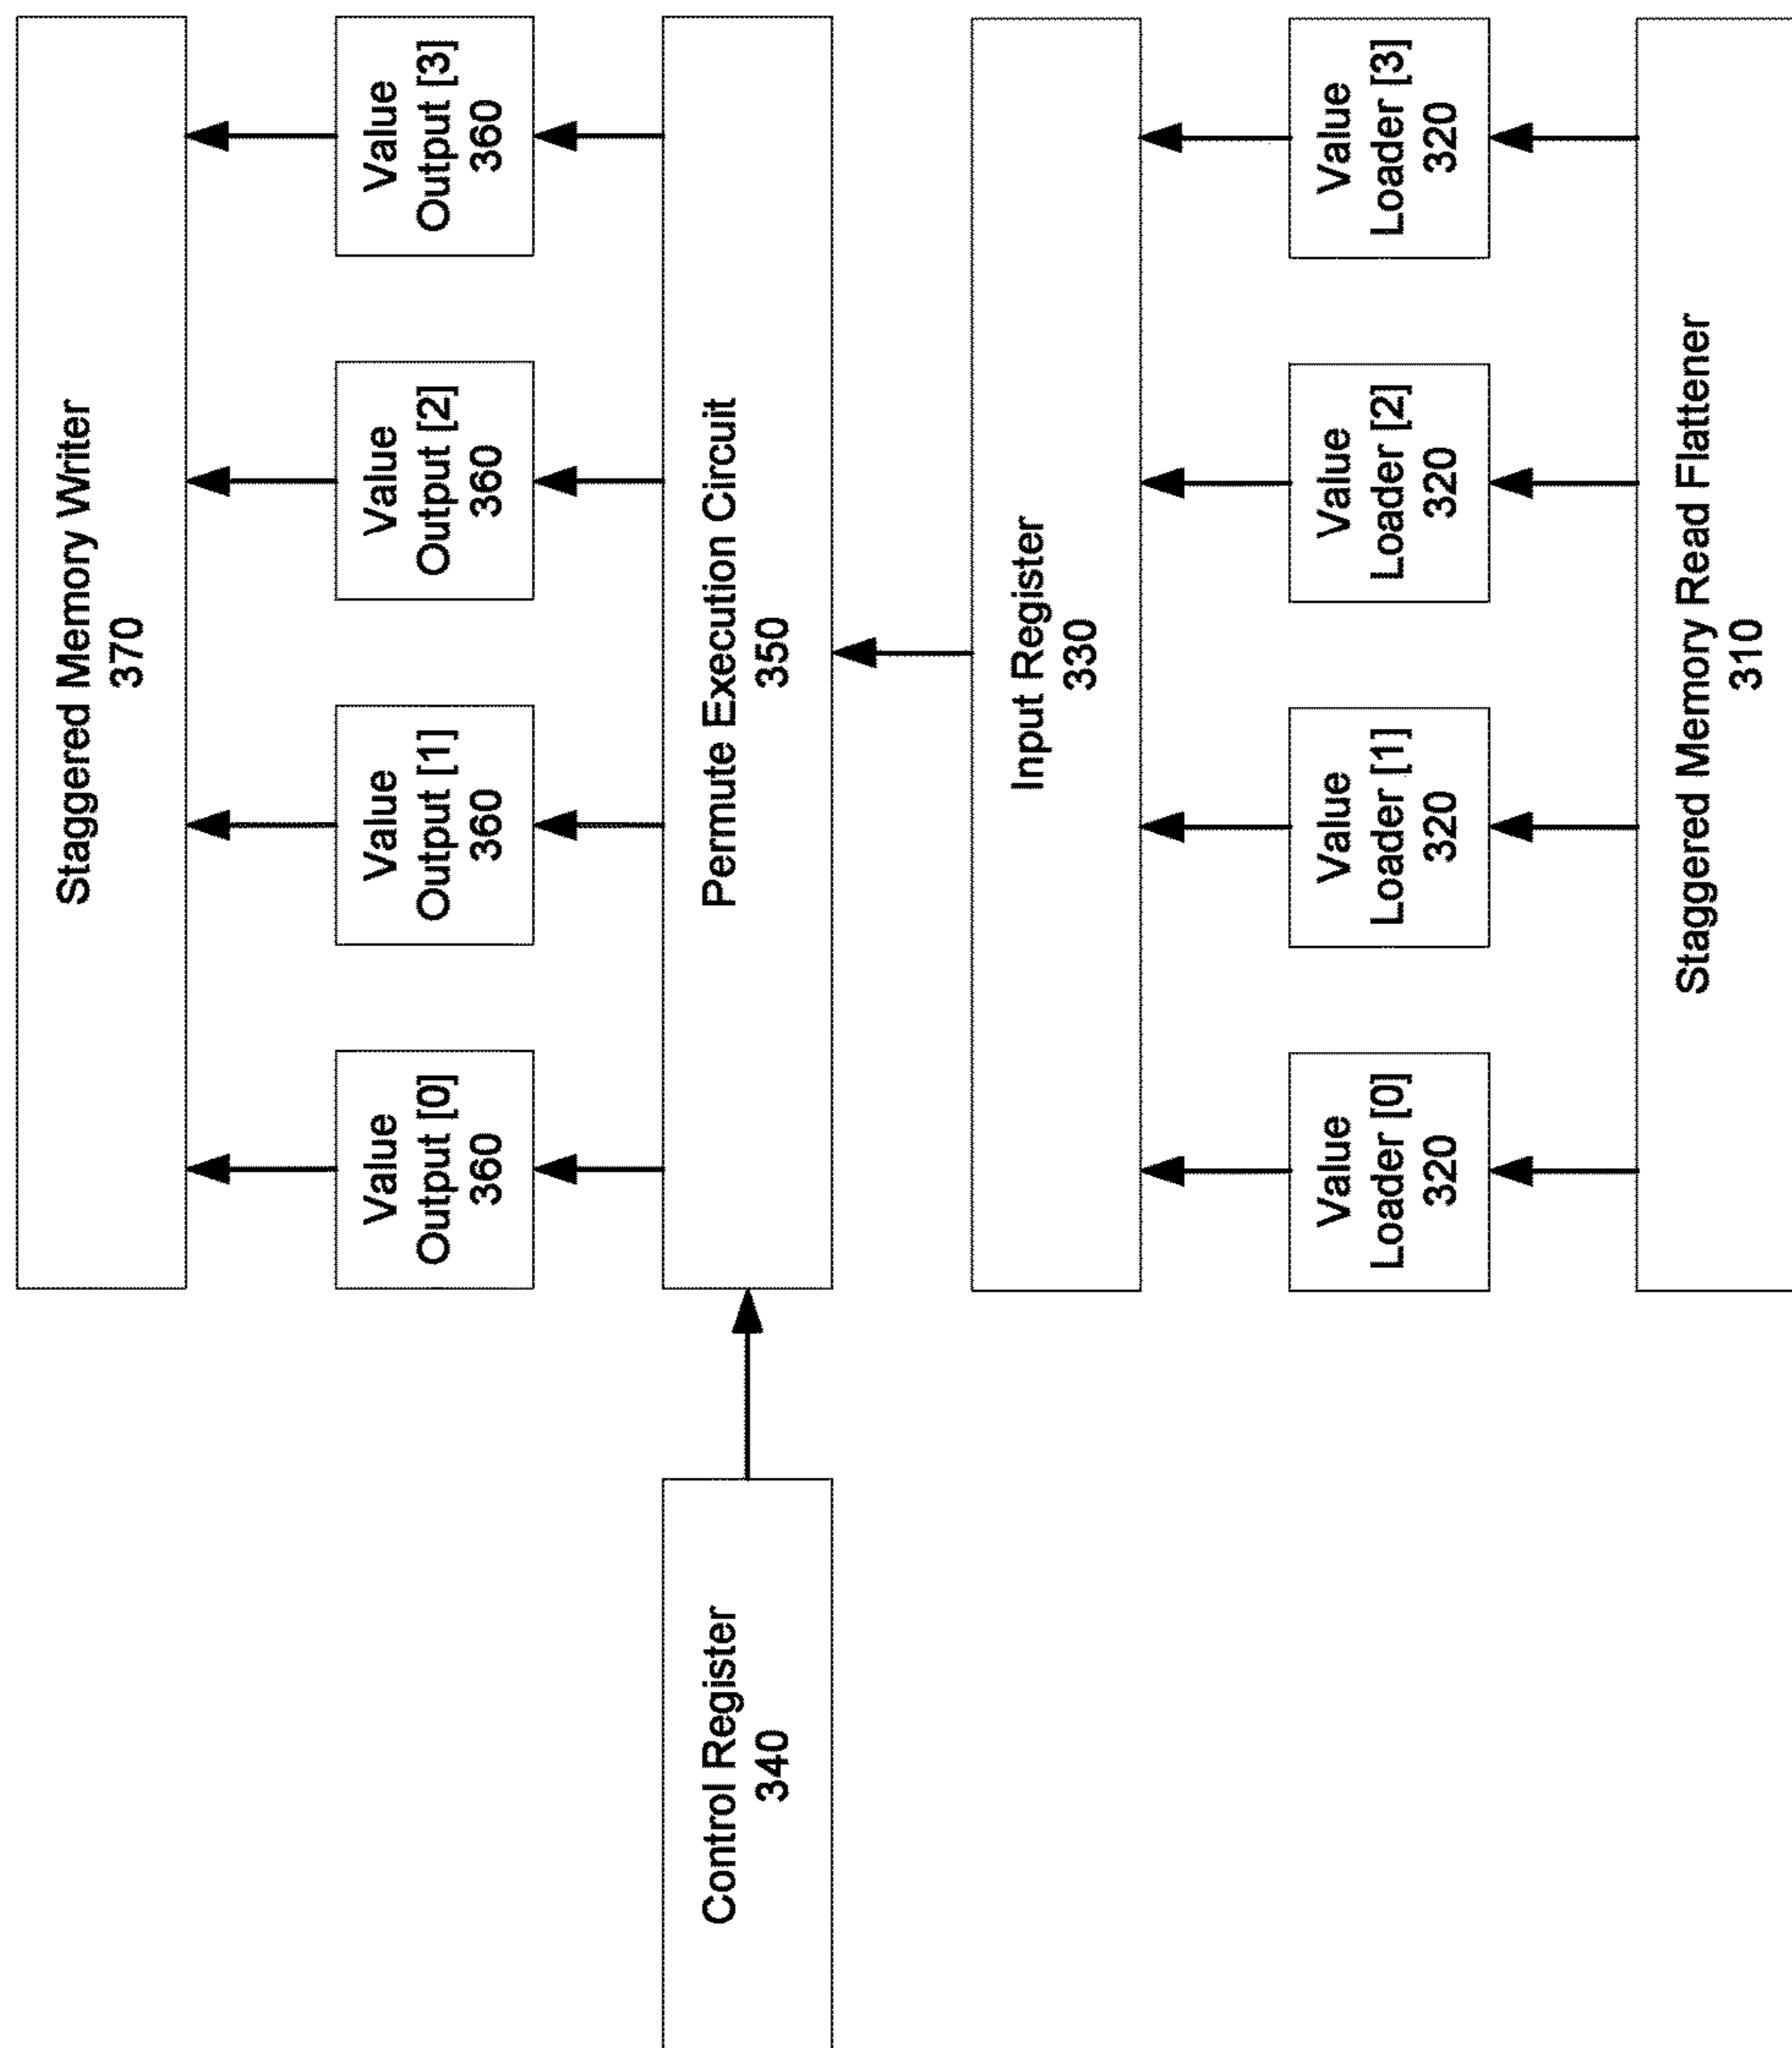 Staggered Memory Writer
370
Value
Output [0]
360
Value
Output [1]
360
Value
Output [2]
360
Value
Output [3]
360
Control Register
340
Permute Execution Circuit
350
Input Register
330
Value
Loader [0]
320
Value
Loader [1]
320
Value
Loader [2]
320
Value
Loader [3]
320
Staggered Memory Read Flattener
310